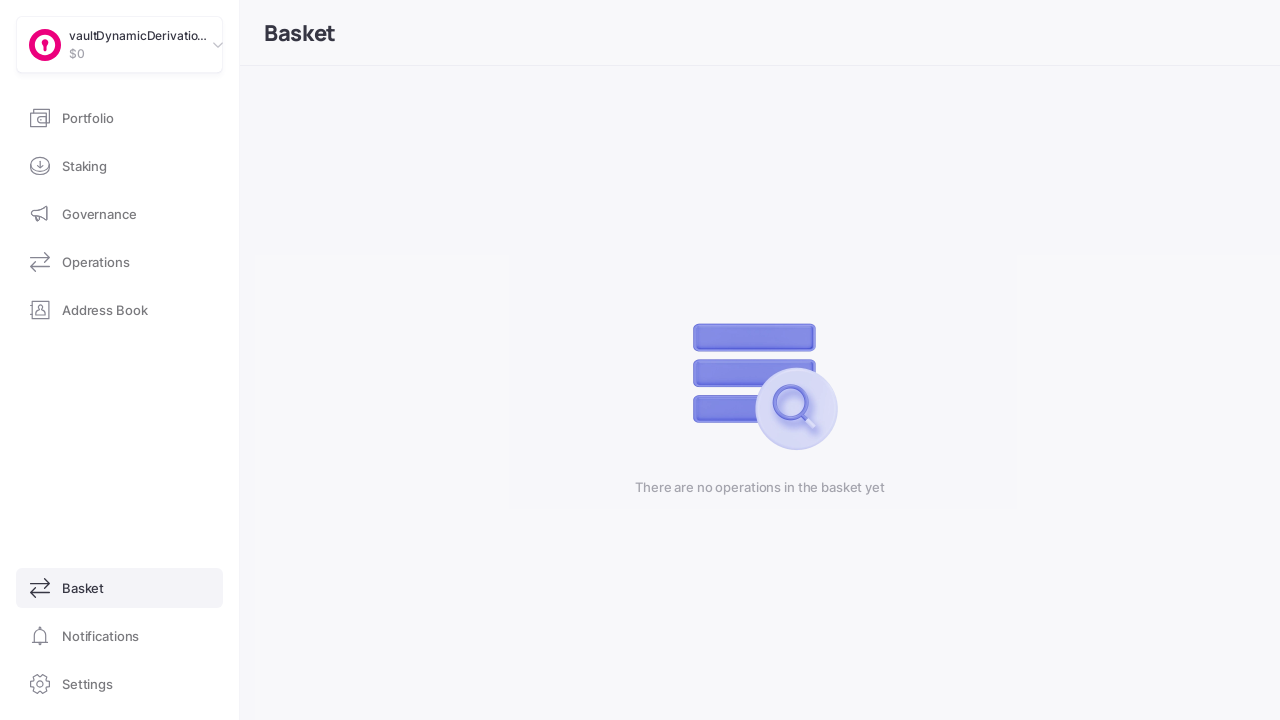 vaultDynamicDerivatio...
$0
Portfolio
Staking
Governance
Operations
Address Book
Basket
Notifications
Settings
Basket
There are no operations in the basket yet